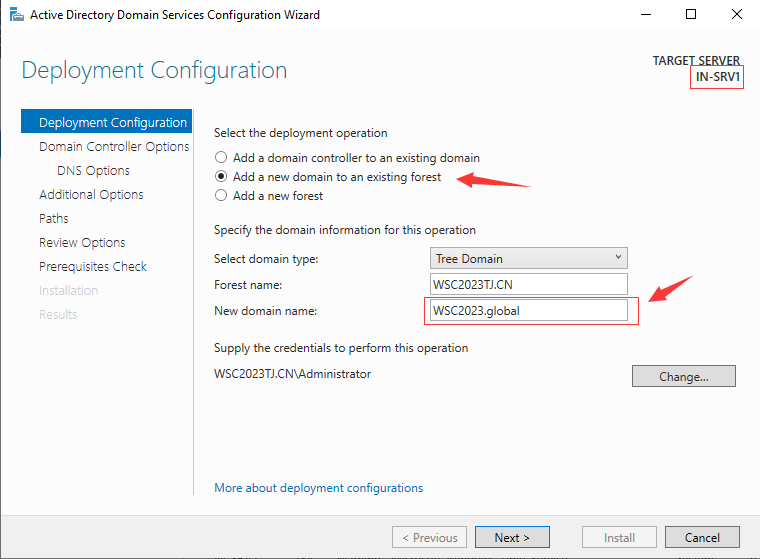 Active Directory Domain Services Configuration Wizard
Deployment Configuration
TARGET SERVER
IN-SRV1
Deployment Configuration
Domain Controller Options
DNS Options
Additional Options
Paths
Review Options
Prerequisites Check
Installation
Results
Select the deployment operation
Add a domain controller to an existing domain
Add a new domain to an existing forest
Add a new forest
Specify the domain information for this operation
Select domain type: Tree Domain
Forest name: WSC2023TJ.CN
New domain name: WSC2023.global
Supply the credentials to perform this operation
WSC2023TJ.CN\Administrator Change...
More about deployment configurations
< Previous Next > Install Cancel